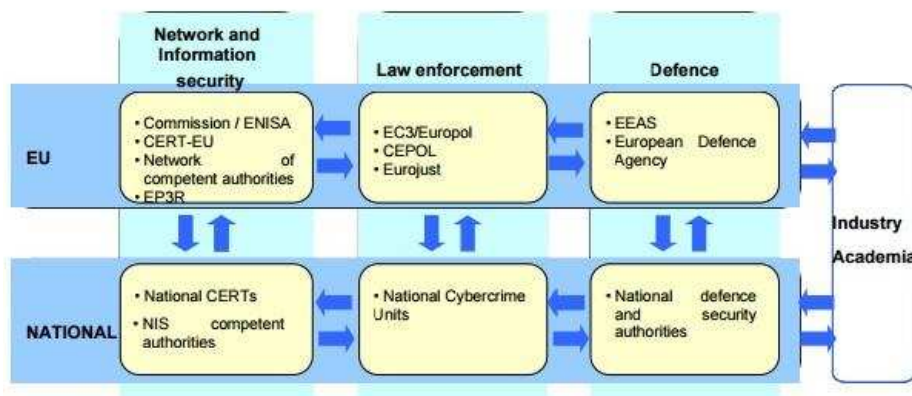 Network and
Information
security
Law enforcement
Defence
EU
• Commission / ENISA
• CERT-EU
• Network of
competent authorities
• EP3R
• EC3/Europol
• CEPOL
• Eurojust
• EEAS
• European Defence
Agency
Industry
Academia
NATIONAL
• National CERTs
• NIS competent
authorities
• National Cybercrime
Units
• National defence
and security
authorities